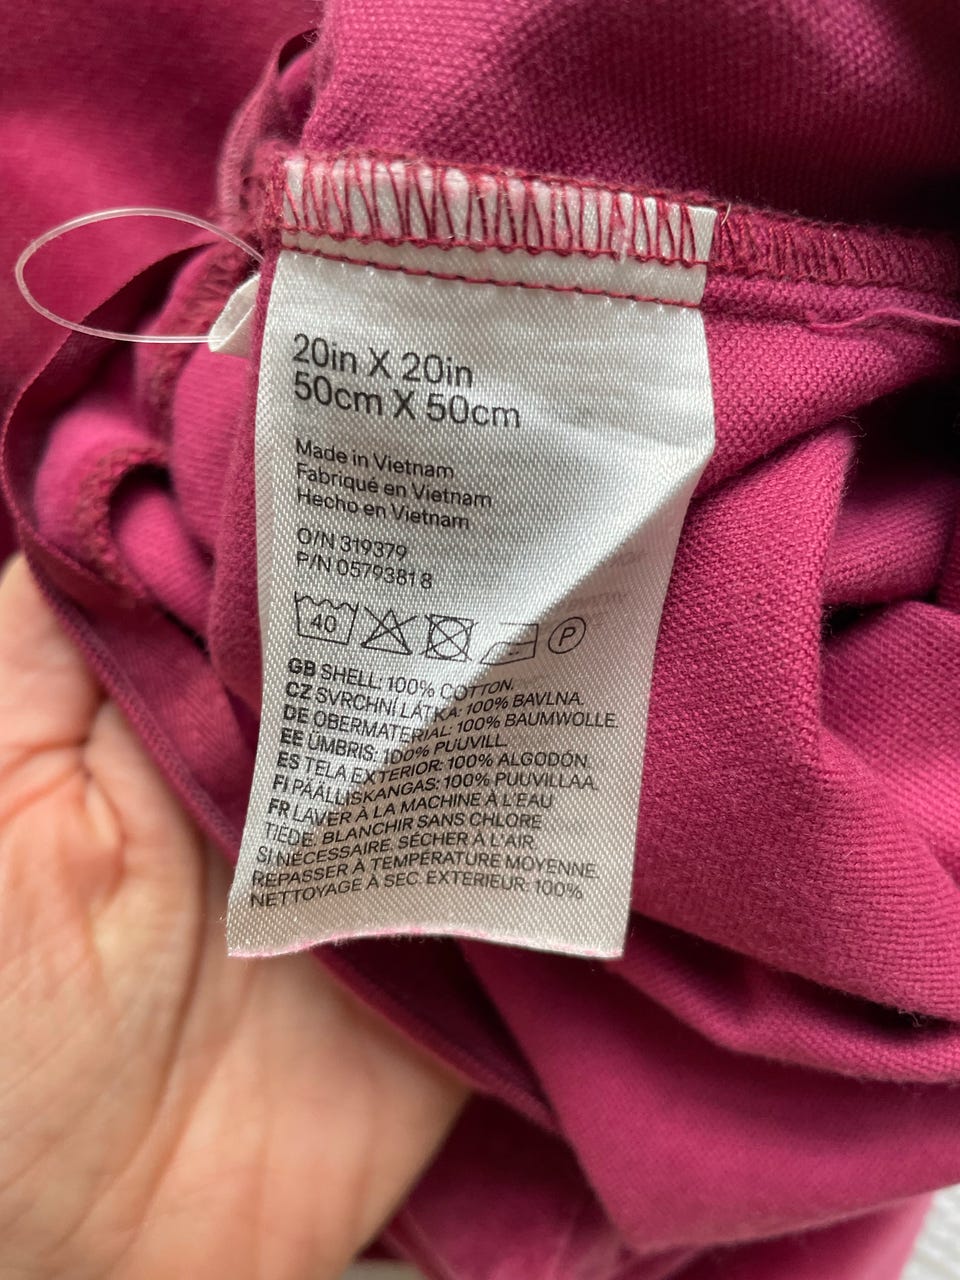 20in X 20in
50cm X 50cm
Made in Vietnam
Fabriqué en Vietnam
Hecho en Vietnam
O/N 319379
P/N 05793818
40 P
GB SHELL: 100% COTTON.
CZ SVRCHNÍ LÁTKA: 100% BAVLNA.
DE OBERMATERIAL: 100% BAUMWOLLE.
EE ÜMBRIS: 100% PUUVILL.
ES TELA EXTERIOR: 100% ALGODÓN.
FI PÄÄLLISKANGAS: 100% PUUVILLAA.
FR LAVER À LA MACHINE À L'EAU
TIEDE. BLANCHIR SANS CHLORE
SI NÉCESSAIRE. SÉCHER À L'AIR.
REPASSER À TEMPÉRATURE MOYENNE.
NETTOYAGE À SEC. EXTÉRIEUR: 100%